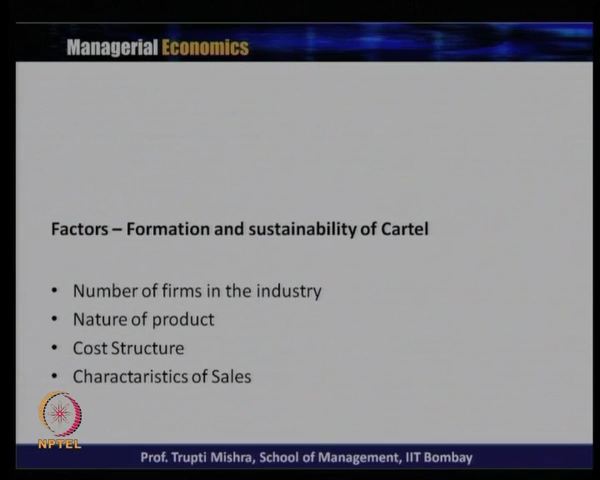 Managerial Economics
Factors – Formation and sustainability of Cartel
• Number of firms in the industry
• Nature of product
• Cost Structure
• Charactaristics of Sales
NPTEL
Prof. Trupti Mishra, School of Management, IIT Bombay